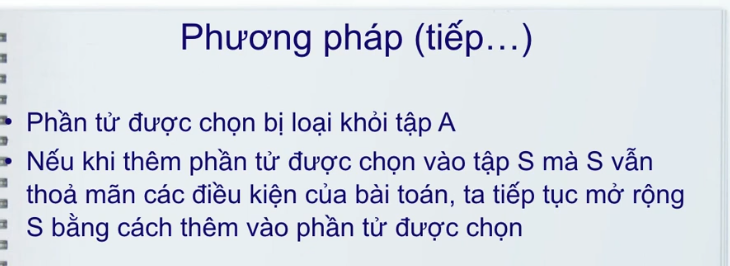 Phương pháp (tiếp…)
• Phần tử được chọn bị loại khỏi tập A
• Nếu khi thêm phần tử được chọn vào tập S mà S vẫn
thoả mãn các điều kiện của bài toán, ta tiếp tục mở rộng
S bằng cách thêm vào phần tử được chọn